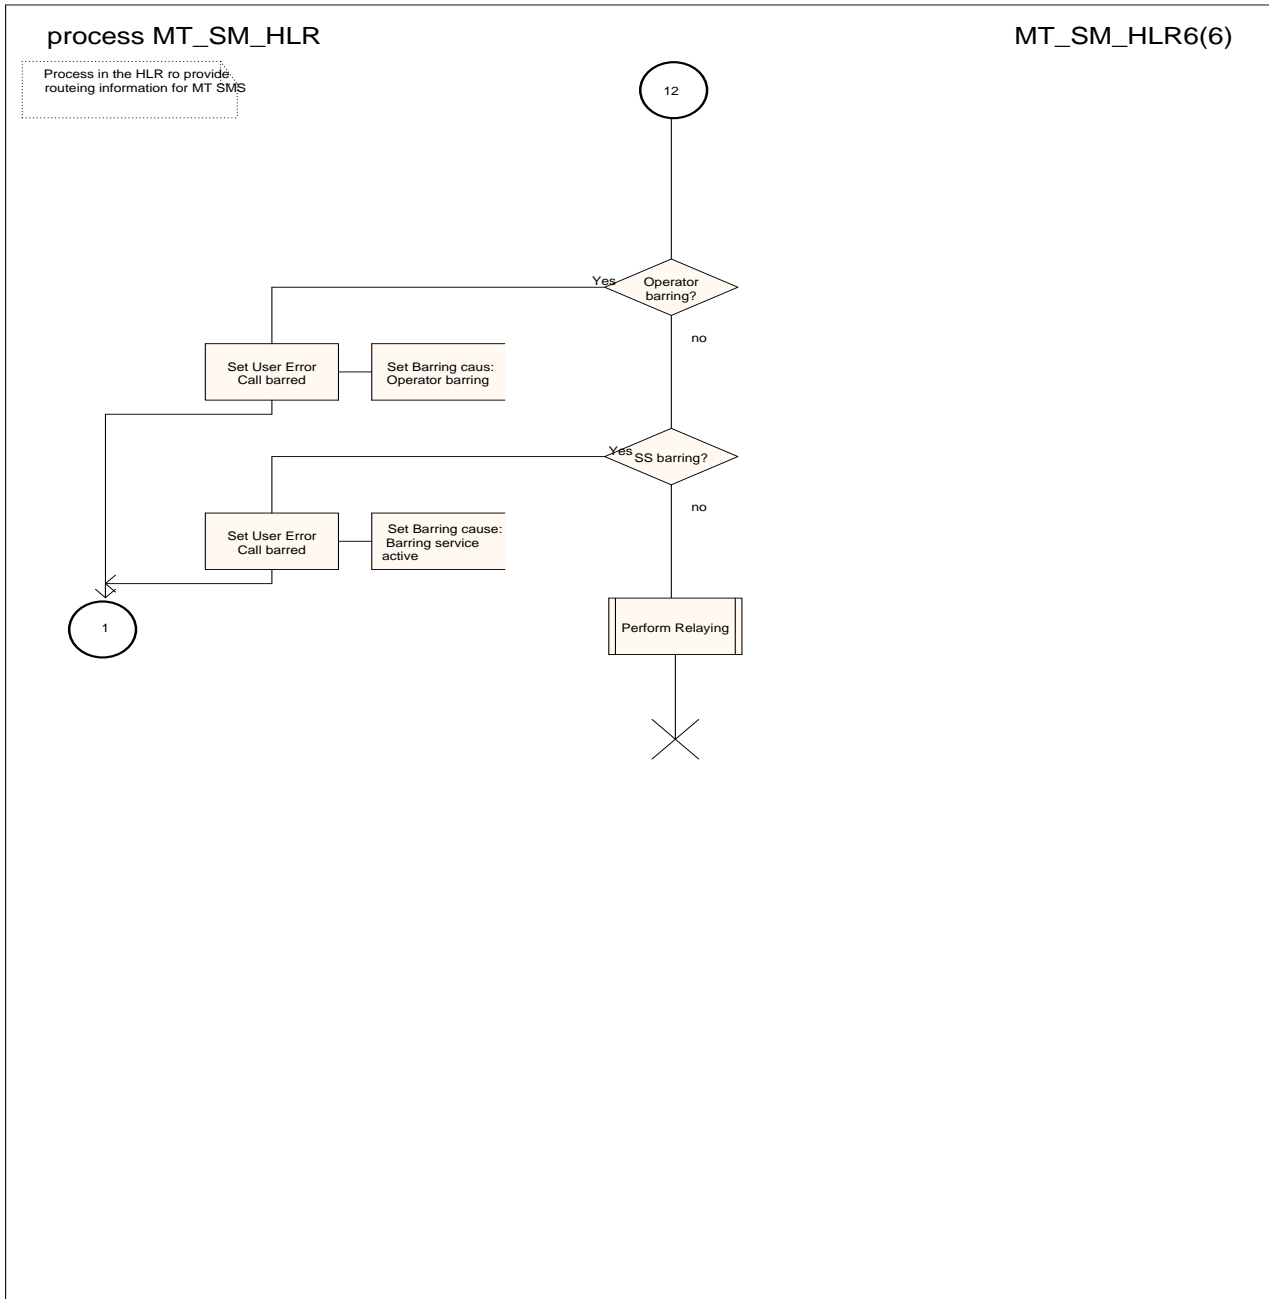 process MT_SM_HLR
MT_SM_HLR6(6)
Process in the HLR ro provide
routeing information for MT SMS
12
Yes
Operator
barring?
no
Set User Error
Call barred
Set Barring caus:
Operator barring
Yes
SS barring?
no
Set User Error
Call barred
Set Barring cause:
Barring service
active
1
Perform Relaying